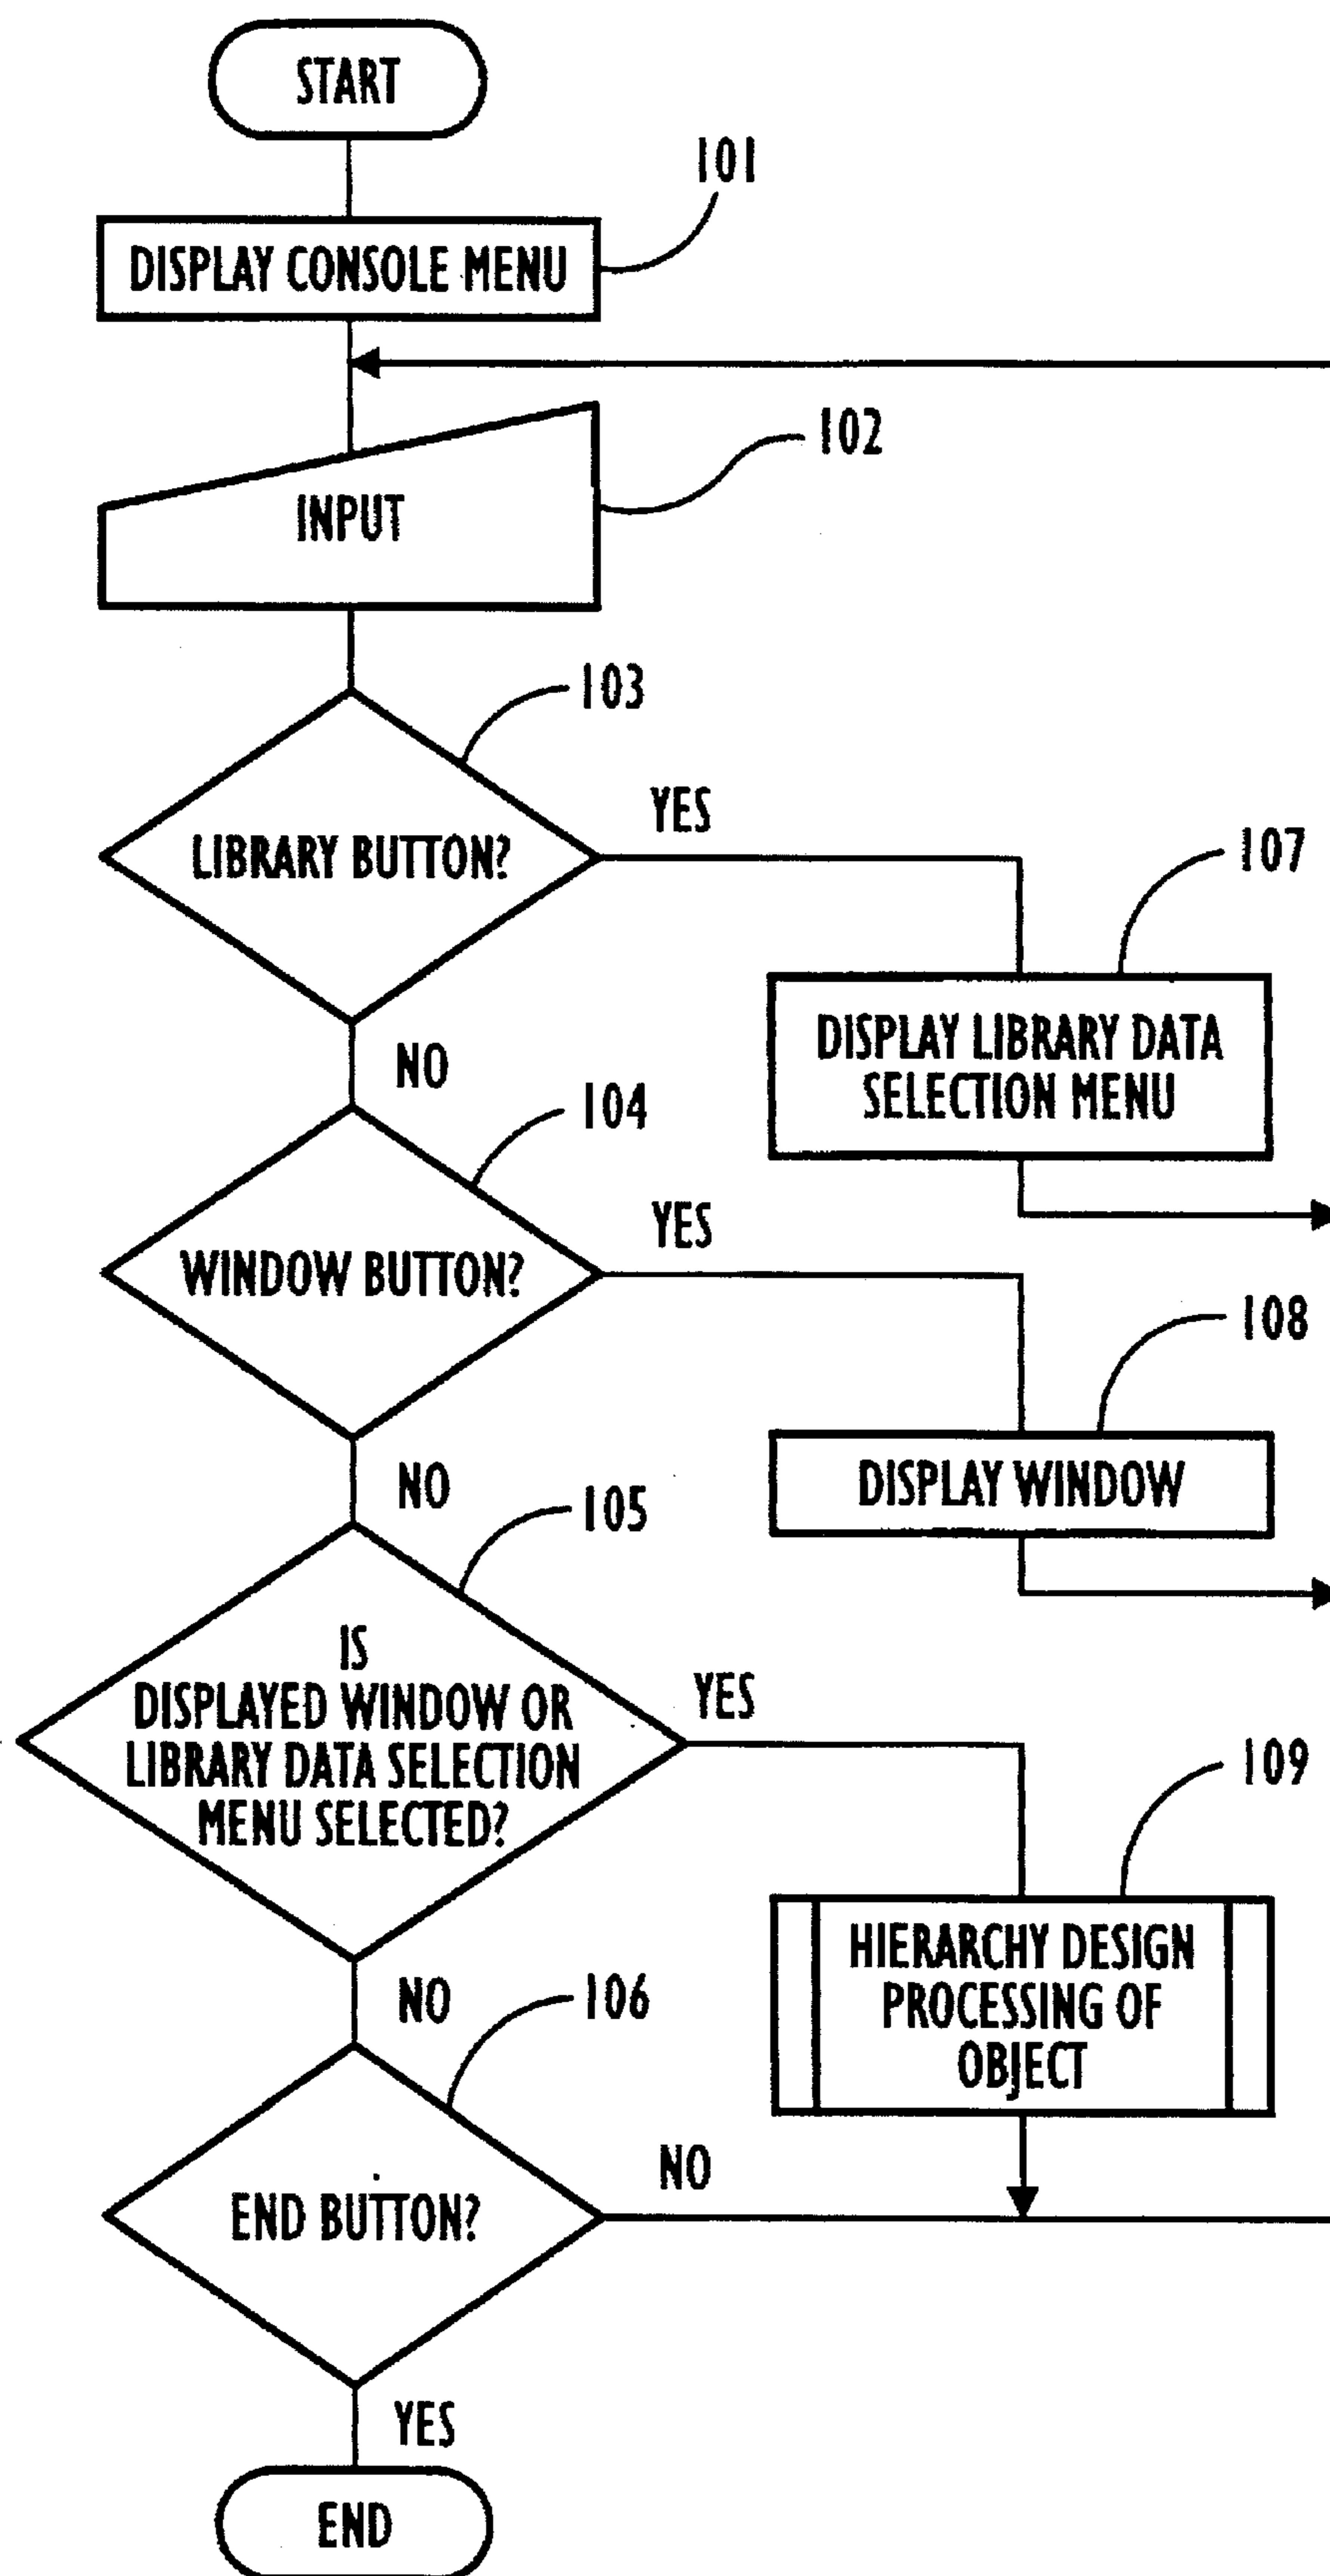 START
101
DISPLAY CONSOLE MENU
102
INPUT
103
YES
LIBRARY BUTTON?
107
DISPLAY LIBRARY DATA
SELECTION MENU
NO
104
YES
WINDOW BUTTON?
108
DISPLAY WINDOW
NO
105
IS
DISPLAYED WINDOW OR
LIBRARY DATA SELECTION
MENU SELECTED?
YES
109
HIERARCHY DESIGN
PROCESSING OF
OBJECT
NO
106
NO
END BUTTON?
YES
END